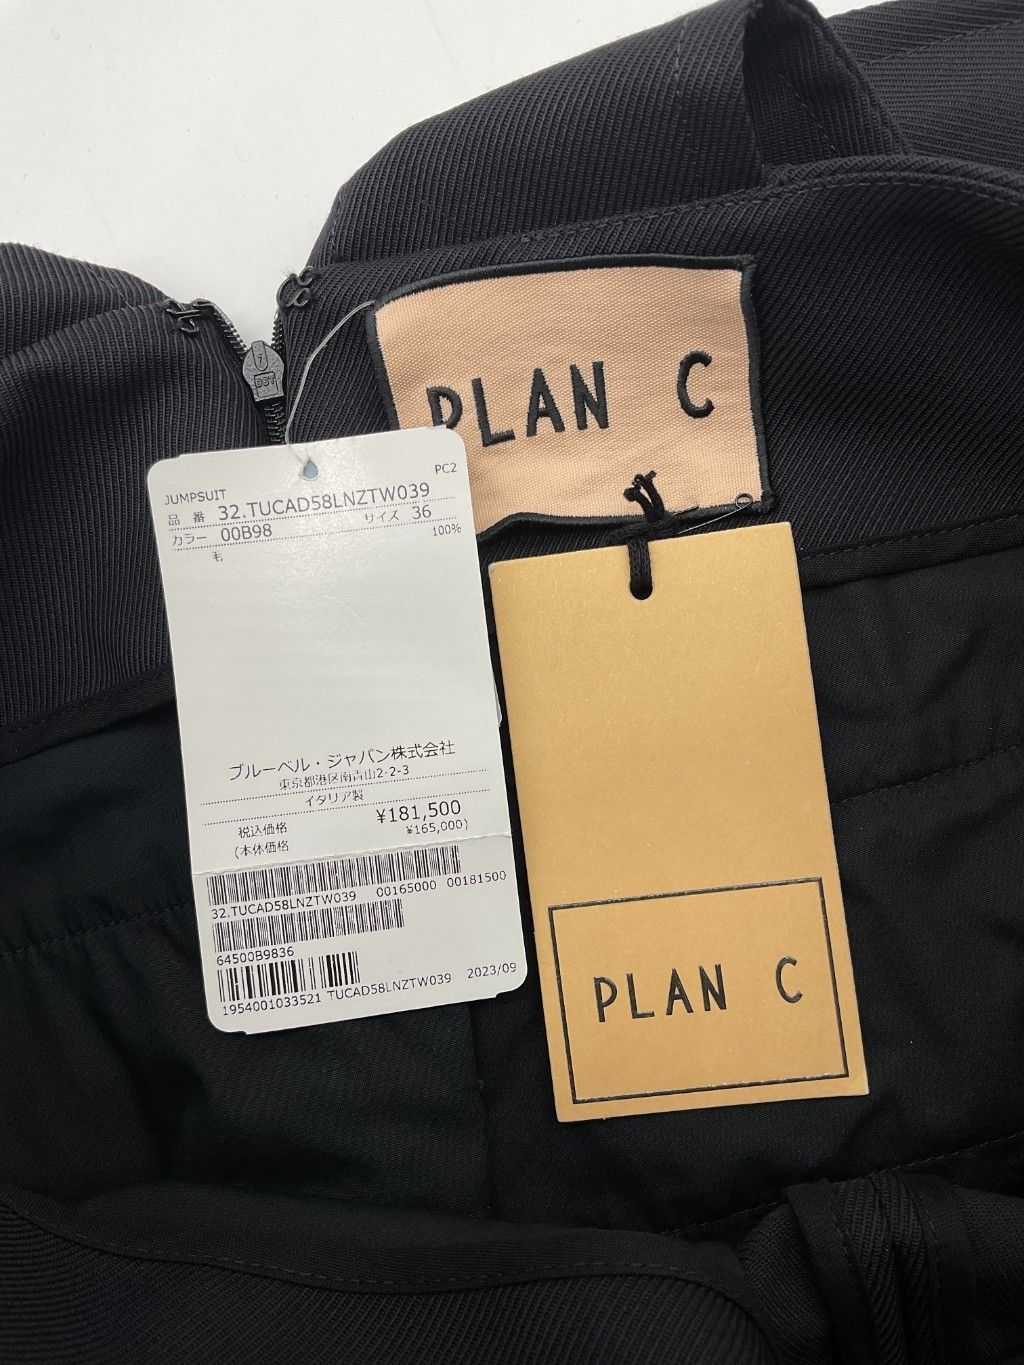 PLAN C
JUMPSUIT PC2
品 番 32.TUCAD58LNZTW039
カラー 00B98 サイズ 36
毛 100%
ブルーベル・ジャパン株式会社
東京都港区南青山2-2-3
イタリア製
税込価格 ¥181,500
(本体価格 ¥165,000)
32.TUCAD58LNZTW039 00165000 00181500
64500B9836
1954001033521 TUCAD58LNZTW039 2023/09
PLAN C